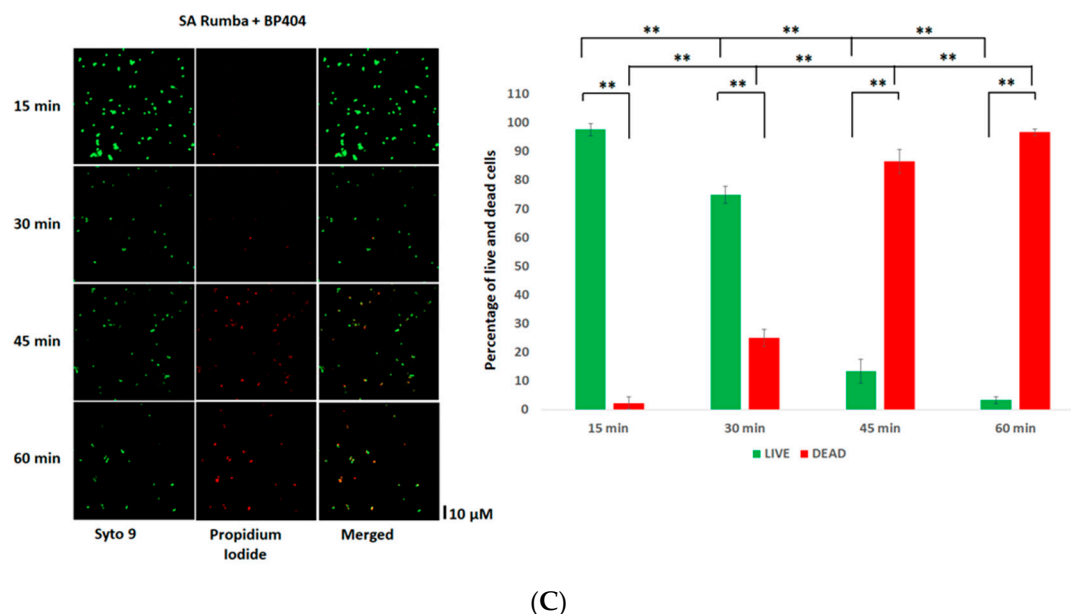 SA Rumba + BP404
15 min
30 min
45 min
60 min
Syto 9
Propidium
Iodide
Merged
10 µM
** ** **
** ** ** **
** ** ** **
Percentage of live and dead cells
110
100
90
80
70
60
50
40
30
20
10
0
15 min 30 min 45 min 60 min
LIVE DEAD
(C)